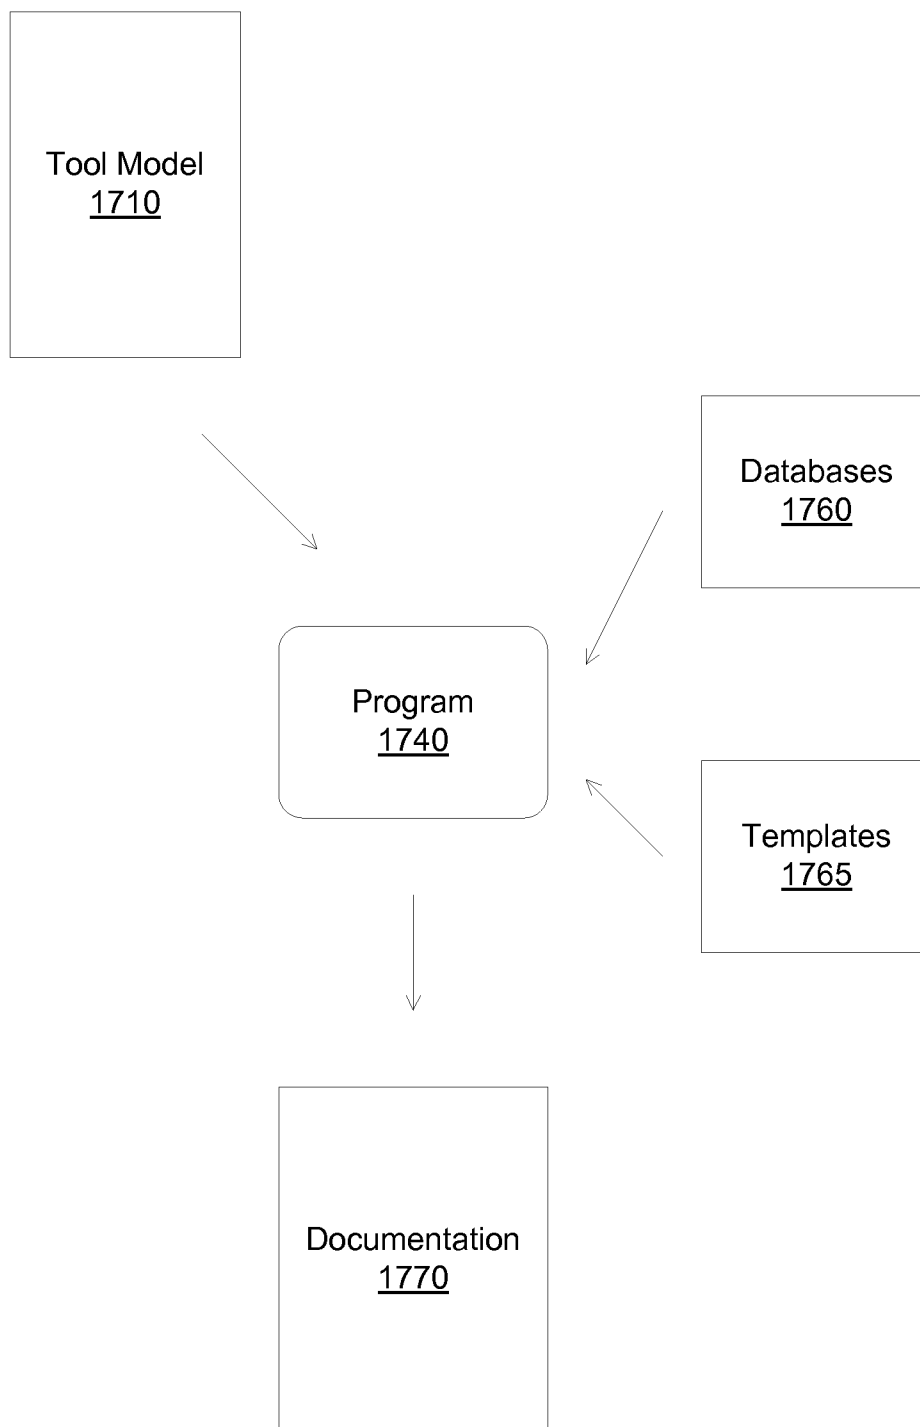 Tool Model
1710
Databases
1760
Program
1740
Templates
1765
Documentation
1770